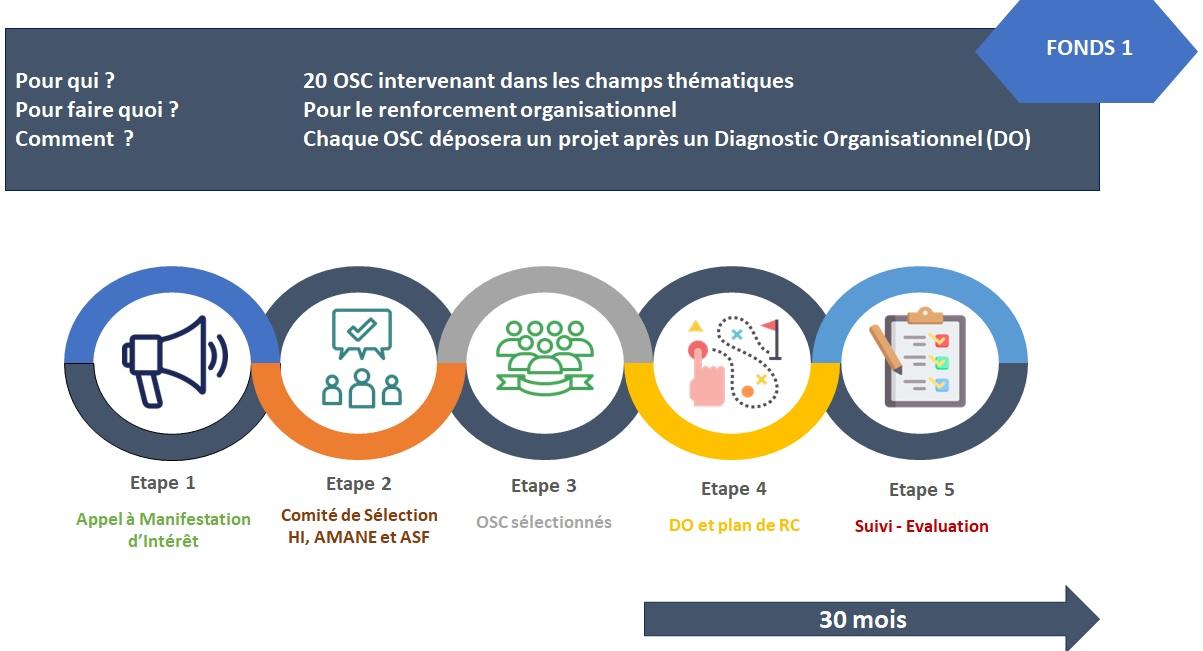 FONDS 1
Pour qui ? 20 OSC intervenant dans les champs thématiques
Pour faire quoi ? Pour le renforcement organisationnel
Comment ? Chaque OSC déposera un projet après un Diagnostic Organisationnel (DO)
Etape 1
Appel à Manifestation
d'Intérêt
Etape 2
Comité de Sélection
HI, AMANE et ASF
Etape 3
OSC sélectionnés
Etape 4
DO et plan de RC
Etape 5
Suivi - Evaluation
30 mois